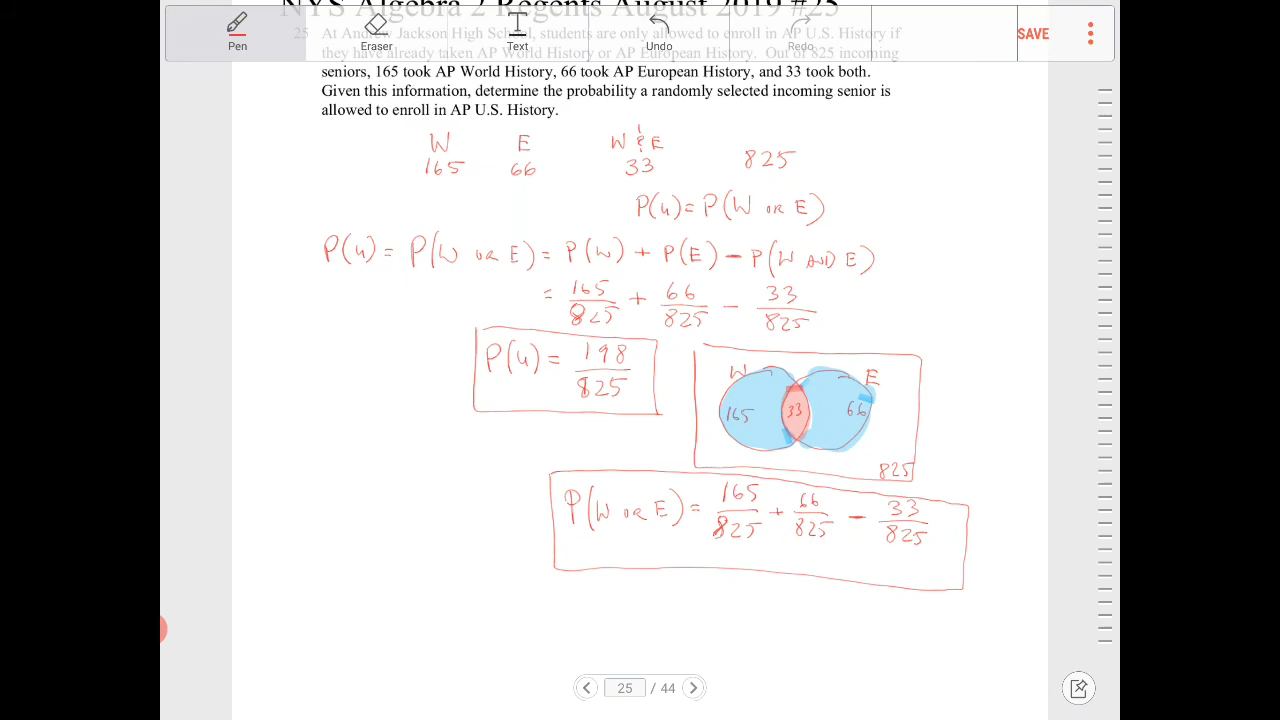 NYS Algebra 2 Regents August 2019 #25
Pen Eraser Text Undo Redo SAVE
25 At Andrew Jackson High School, students are only allowed to enroll in AP U.S. History if
they have already taken AP World History or AP European History. Out of 825 incoming
seniors, 165 took AP World History, 66 took AP European History, and 33 took both.
Given this information, determine the probability a randomly selected incoming senior is
allowed to enroll in AP U.S. History.
W E W & E
165 66 33 825
P(u) = P(W OR E)
P(u) = P(W OR E) = P(W) + P(E) - P(W AND E)
= 165/825 + 66/825 - 33/825
P(u) = 198/825
W E
165 33 66
825
P(W OR E) = 165/825 + 66/825 - 33/825
25 / 44